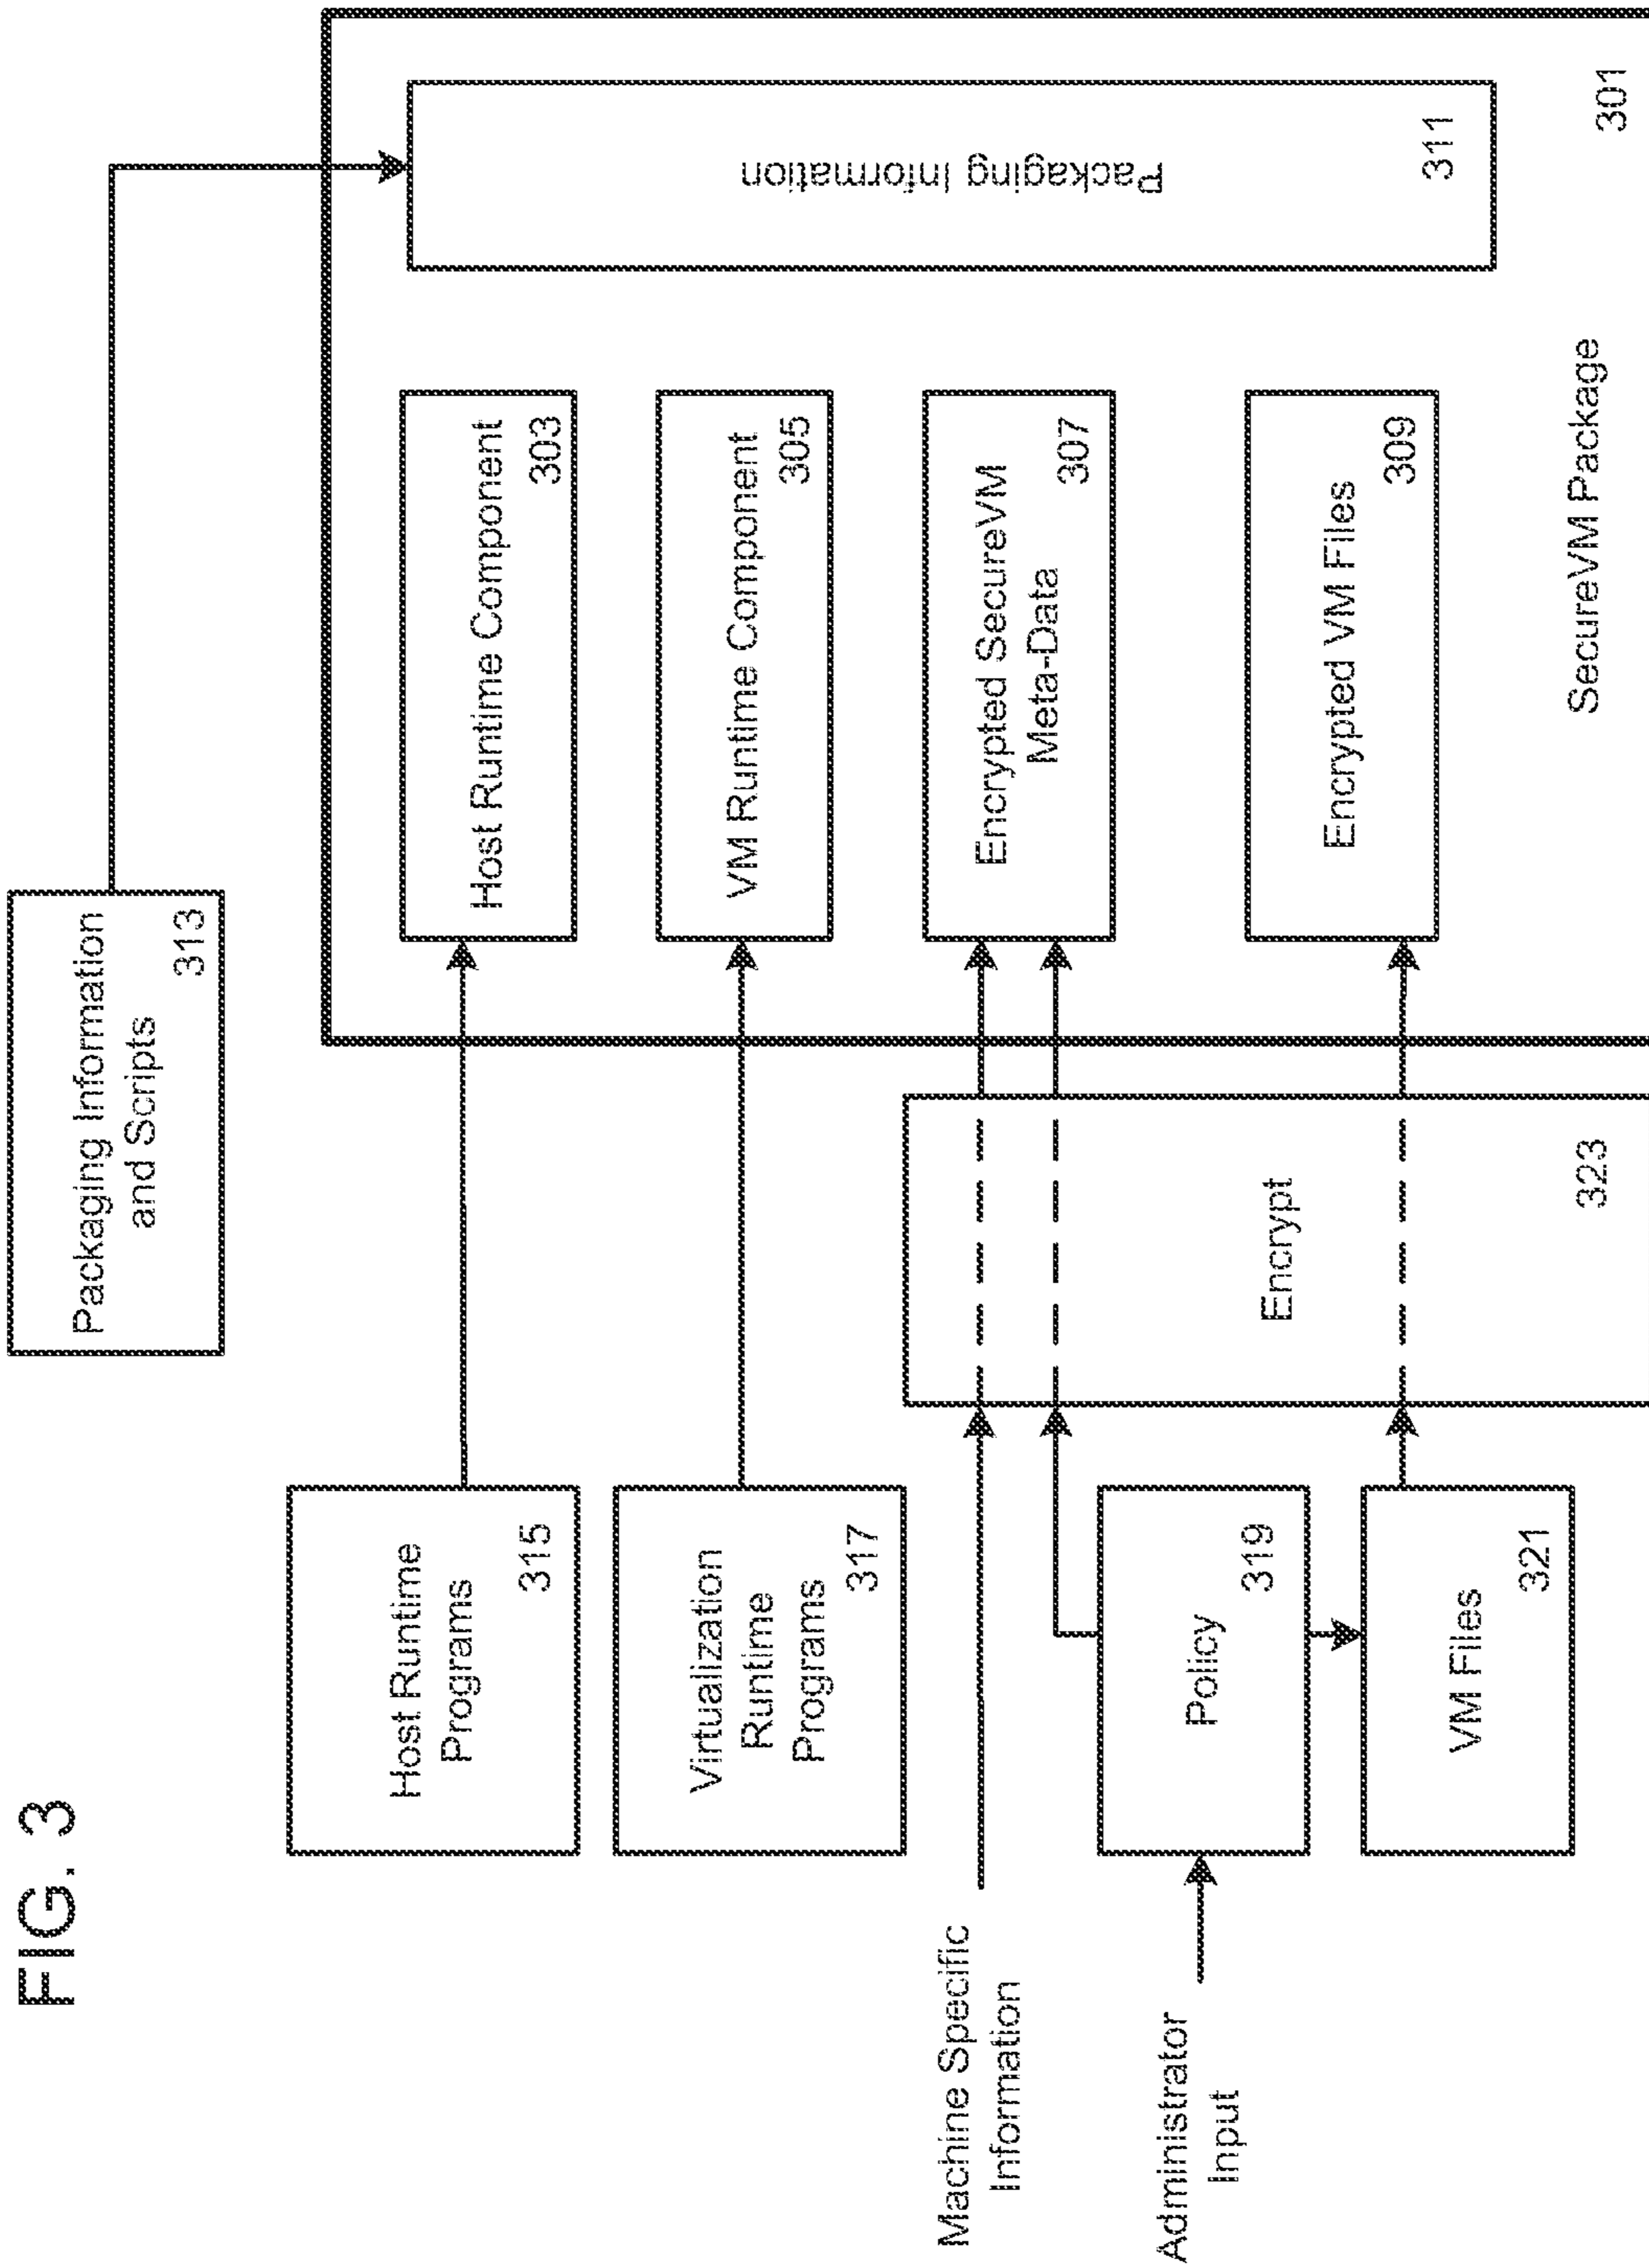 FIG. 3
Packaging Information
and Scripts
313
Host Runtime
Programs
315
Virtualization
Runtime
Programs
317
Machine Specific
Information
Administrator
Input
Policy
319
VM Files
321
Encrypt
323
Host Runtime Component
303
VM Runtime Component
305
Encrypted SecureVM
Meta-Data
307
Encrypted VM Files
309
Packaging Information
311
SecureVM Package
301